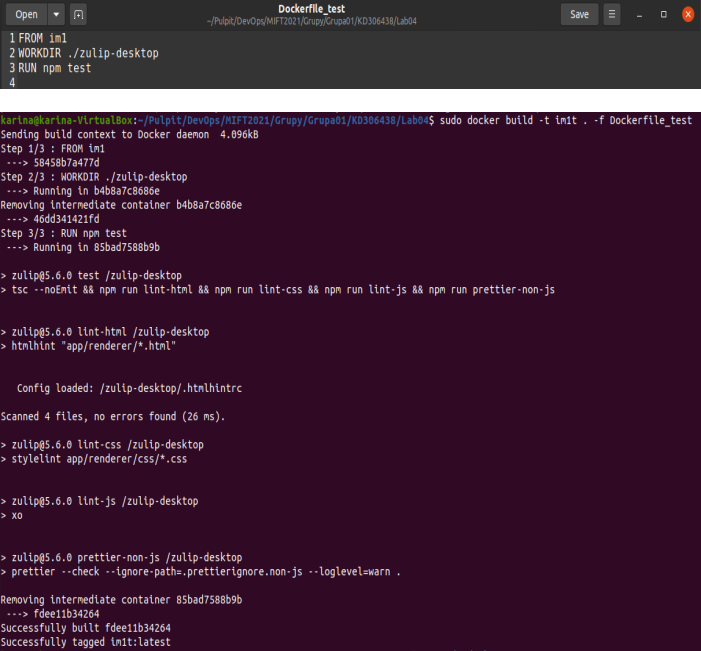 Open
Dockerfile_test
~/Pulpit/DevOps/MIFT2021/Grupy/Grupa01/KD306438/Lab04
Save
1 FROM im1
2 WORKDIR ./zulip-desktop
3 RUN npm test
4
karina@karina-VirtualBox:~/Pulpit/DevOps/MIFT2021/Grupy/Grupa01/KD306438/Lab04$ sudo docker build -t im1t . -f Dockerfile_test
Sending build context to Docker daemon  4.096kB
Step 1/3 : FROM im1
 ---> 58458b7a477d
Step 2/3 : WORKDIR ./zulip-desktop
 ---> Running in b4b8a7c8686e
Removing intermediate container b4b8a7c8686e
 ---> 46dd341421fd
Step 3/3 : RUN npm test
 ---> Running in 85bad7588b9b
> zulip@5.6.0 test /zulip-desktop
> tsc --noEmit && npm run lint-html && npm run lint-css && npm run lint-js && npm run prettier-non-js
> zulip@5.6.0 lint-html /zulip-desktop
> htmlhint "app/renderer/*.html"
Config loaded: /zulip-desktop/.htmlhintrc
Scanned 4 files, no errors found (26 ms).
> zulip@5.6.0 lint-css /zulip-desktop
> stylelint app/renderer/css/*.css
> zulip@5.6.0 lint-js /zulip-desktop
> xo
> zulip@5.6.0 prettier-non-js /zulip-desktop
> prettier --check --ignore-path=.prettierignore.non-js --loglevel=warn .
Removing intermediate container 85bad7588b9b
 ---> fdee11b34264
Successfully built fdee11b34264
Successfully tagged im1t:latest